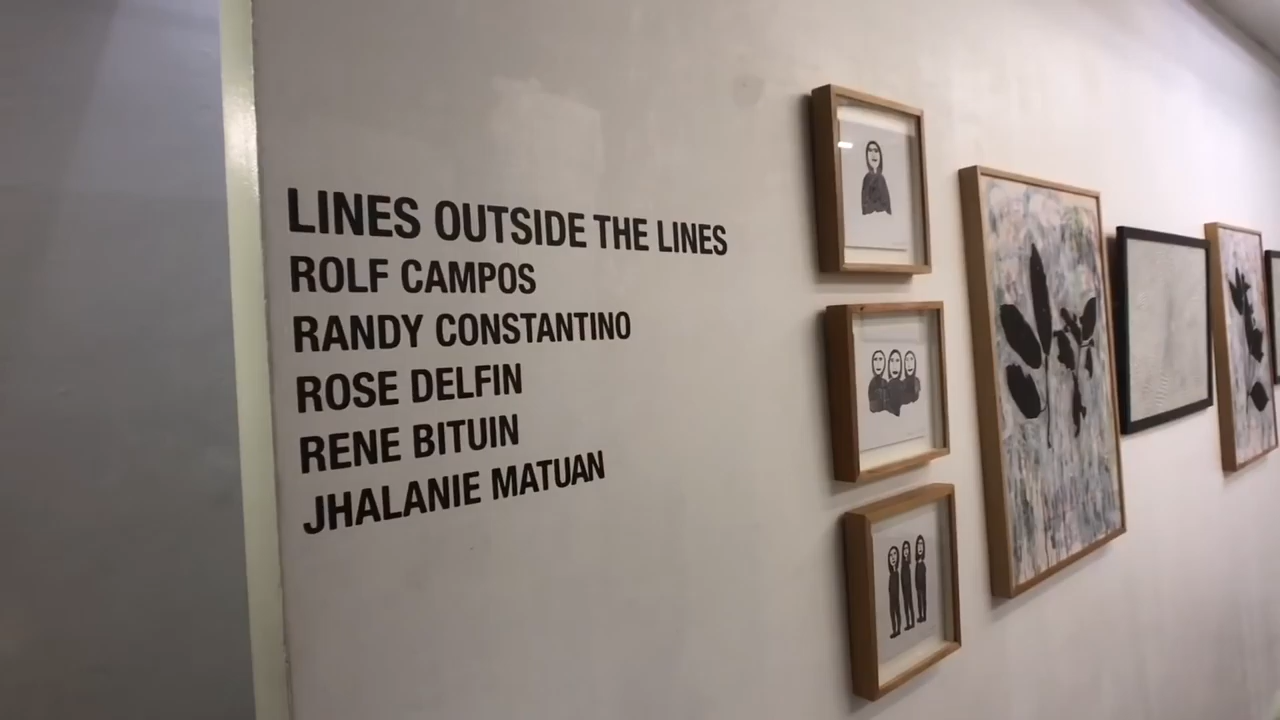 LINES OUTSIDE THE LINES
ROLF CAMPOS
RANDY CONSTANTINO
ROSE DELFIN
RENE BITUIN
JHALANIE MATUAN